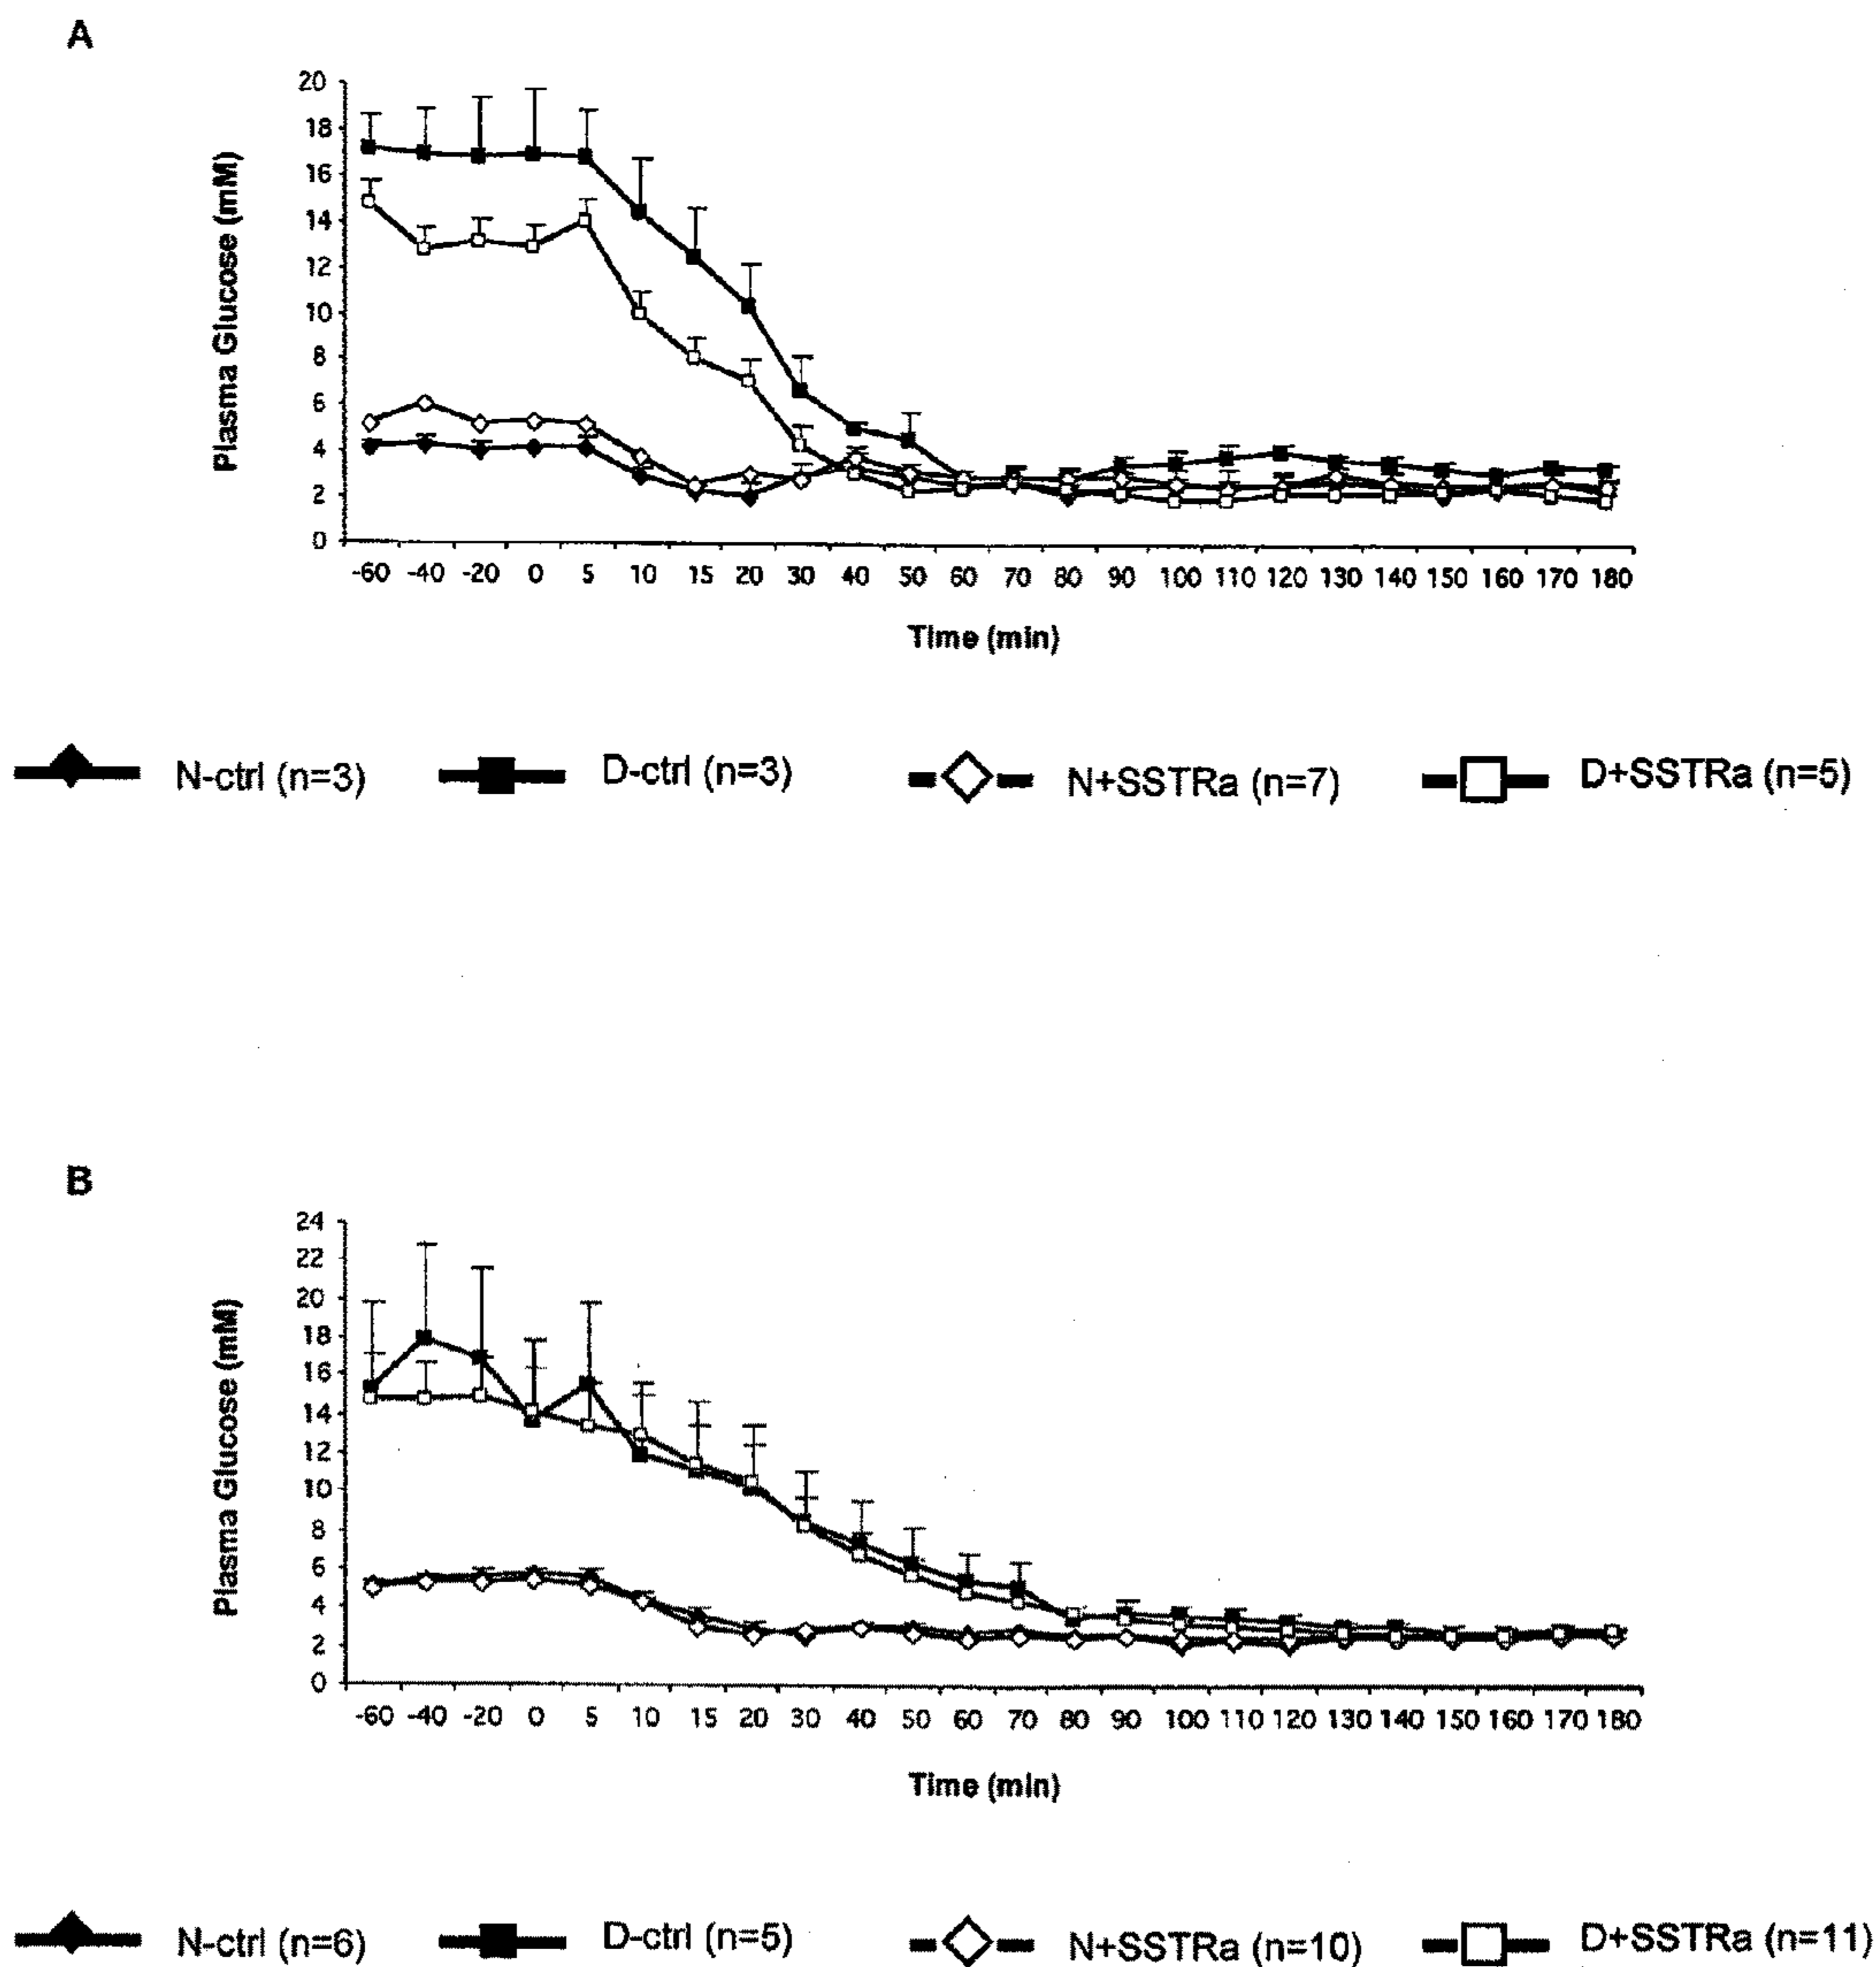 A
20
18
16
14
12
10
8
6
4
2
0
Plasma Glucose (mM)
-60 -40 -20 0 5 10 15 20 30 40 50 60 70 80 90 100 110 120 130 140 150 160 170 180
Time (min)
N-ctrl (n=3) D-ctrl (n=3) N+SSTRa (n=7) D+SSTRa (n=5)
B
24
22
20
18
16
14
12
10
8
6
4
2
0
Plasma Glucose (mM)
-60 -40 -20 0 5 10 15 20 30 40 50 60 70 80 90 100 110 120 130 140 150 160 170 180
Time (min)
N-ctrl (n=6) D-ctrl (n=5) N+SSTRa (n=10) D+SSTRa (n=11)